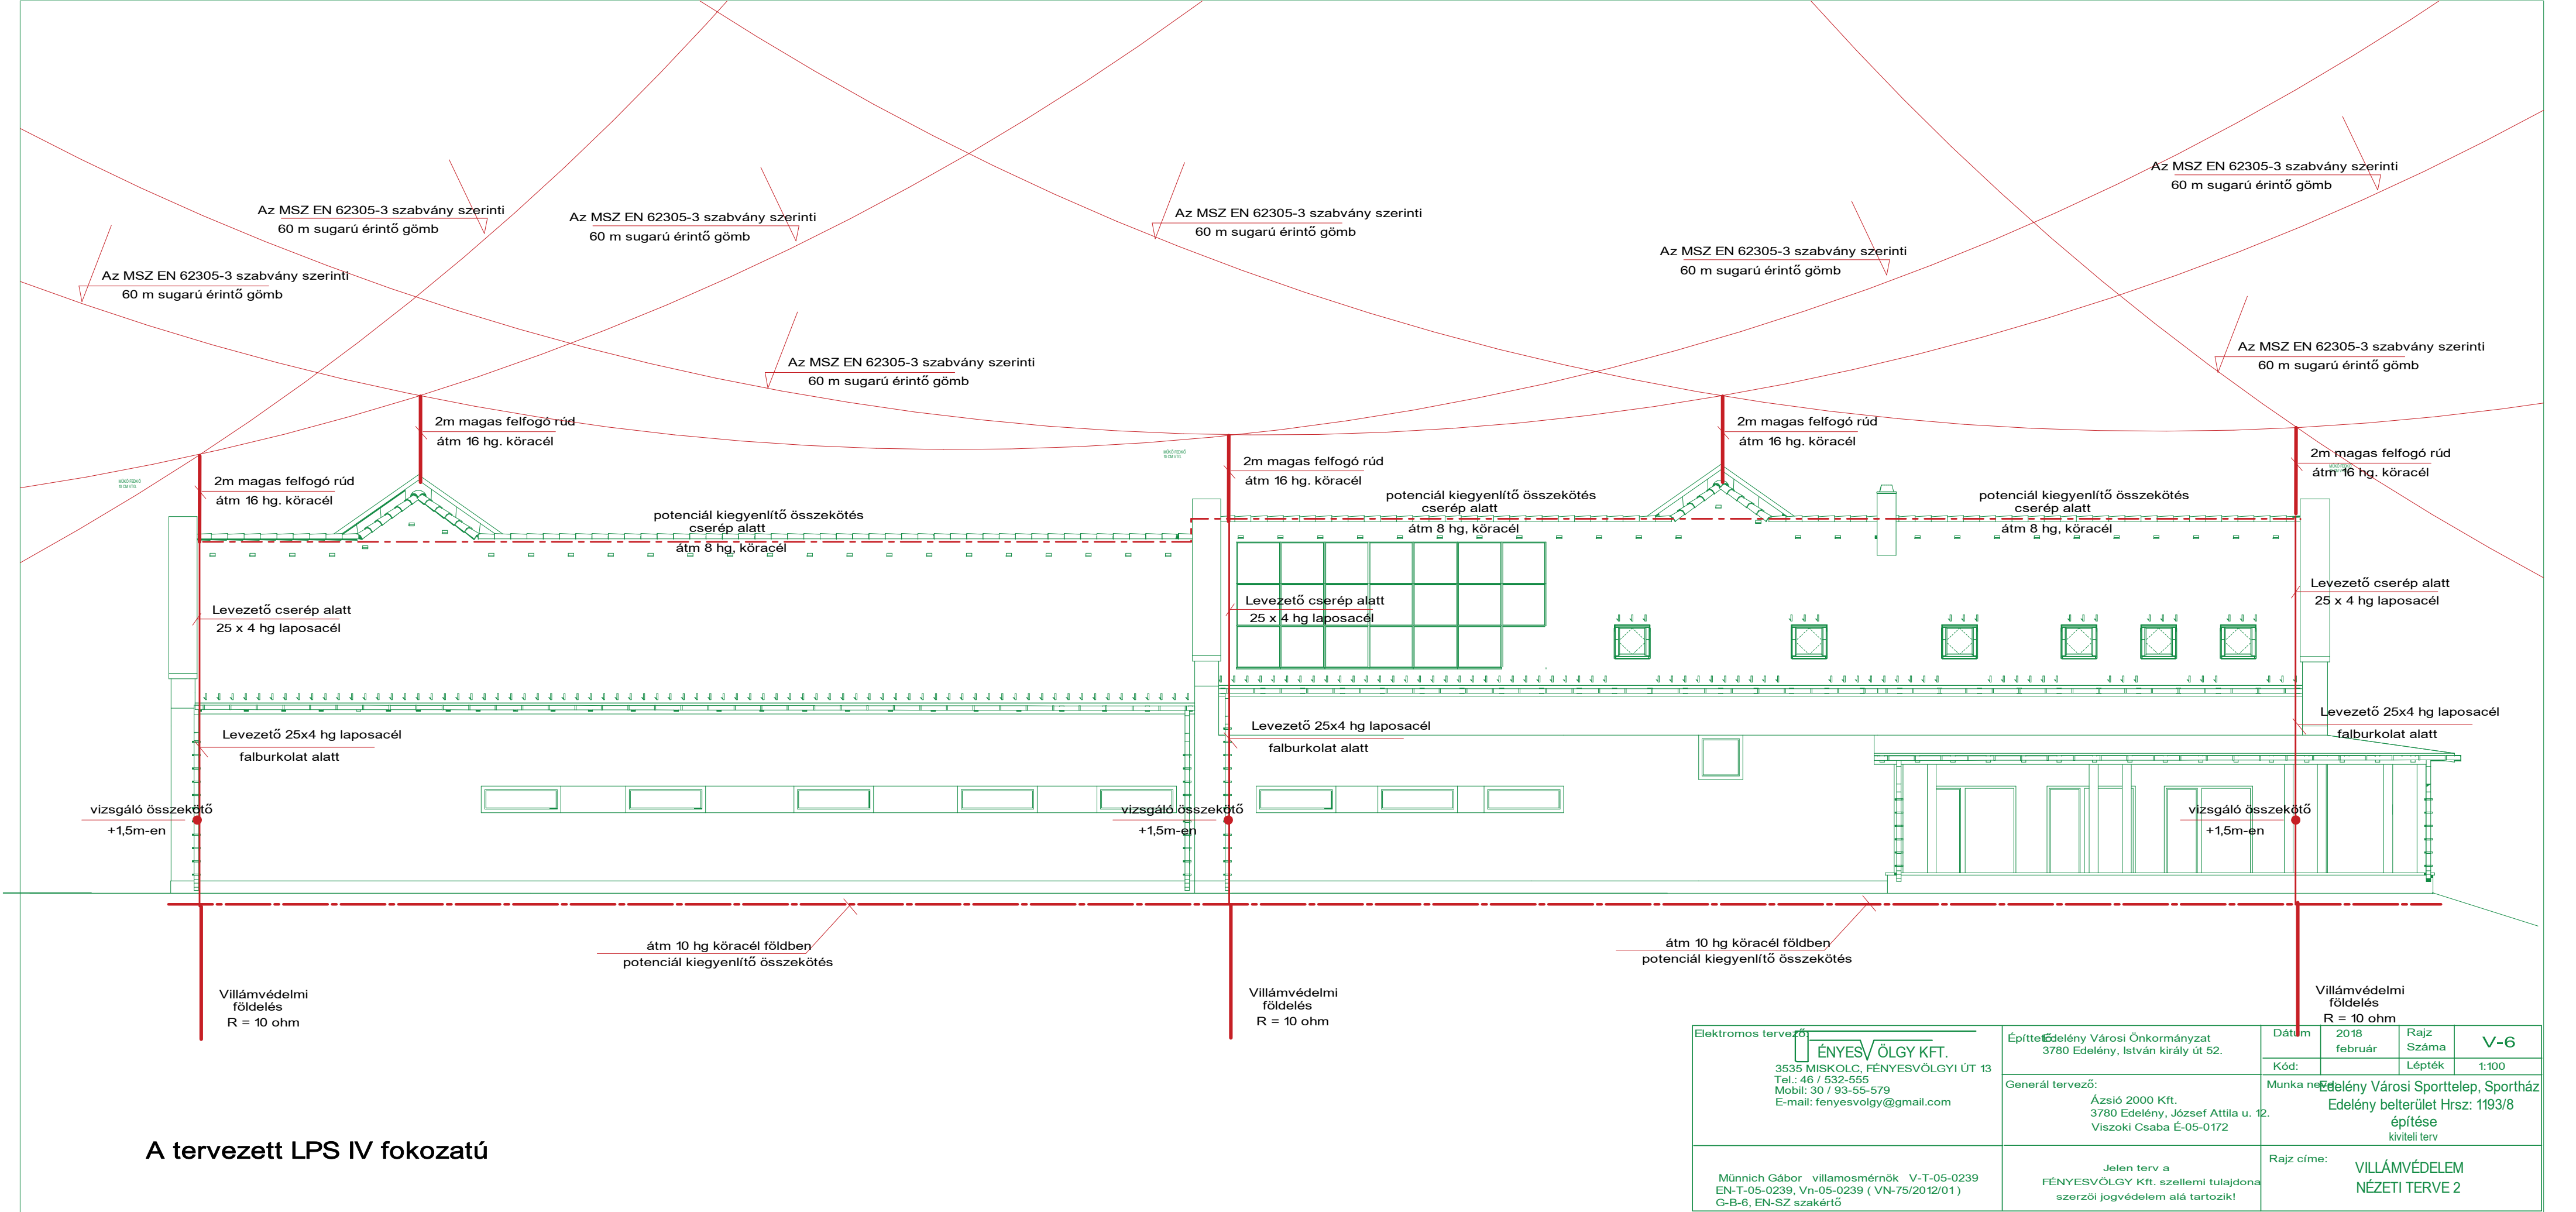 Az MSZ EN 62305-3 szabvány szerinti
60 m sugarú érintő gömb
Az MSZ EN 62305-3 szabvány szerinti
60 m sugarú érintő gömb
Az MSZ EN 62305-3 szabvány szerinti
60 m sugarú érintő gömb
Az MSZ EN 62305-3 szabvány szerinti
60 m sugarú érintő gömb
Az MSZ EN 62305-3 szabvány szerinti
60 m sugarú érintő gömb
Az MSZ EN 62305-3 szabvány szerinti
60 m sugarú érintő gömb
Az MSZ EN 62305-3 szabvány szerinti
60 m sugarú érintő gömb
Az MSZ EN 62305-3 szabvány szerinti
60 m sugarú érintő gömb
2m magas felfogó rúd
átm 16 hg. köracél
2m magas felfogó rúd
átm 16 hg. köracél
2m magas felfogó rúd
átm 16 hg. köracél
2m magas felfogó rúd
átm 16 hg. köracél
2m magas felfogó rúd
átm 16 hg. köracél
potenciál kiegyenlítő összekötés
cserép alatt
átm 8 hg, köracél
potenciál kiegyenlítő összekötés
cserép alatt
átm 8 hg, köracél
potenciál kiegyenlítő összekötés
cserép alatt
átm 8 hg, köracél
Levezető cserép alatt
25 x 4 hg laposacél
Levezető cserép alatt
25 x 4 hg laposacél
Levezető cserép alatt
25 x 4 hg laposacél
Levezető 25x4 hg laposacél
falburkolat alatt
Levezető 25x4 hg laposacél
falburkolat alatt
Levezető 25x4 hg laposacél
falburkolat alatt
vizsgáló összekötő
+1,5m-en
vizsgáló összekötő
+1,5m-en
vizsgáló összekötő
+1,5m-en
átm 10 hg köracél földben
potenciál kiegyenlítő összekötés
átm 10 hg köracél földben
potenciál kiegyenlítő összekötés
Villámvédelmi
földelés
R = 10 ohm
Villámvédelmi
földelés
R = 10 ohm
Villámvédelmi
földelés
R = 10 ohm
A tervezett LPS IV fokozatú
Elektromos tervező:
FÉNYESVÖLGY KFT.
3535 MISKOLC, FÉNYESVÖLGYI ÚT 13
Tel.: 46 / 532-555
Mobil: 30 / 93-55-579
E-mail: fenyesvolgy@gmail.com
Münnich Gábor villamosmérnök V-T-05-0239
EN-T-05-0239, Vn-05-0239 ( VN-75/2012/01 )
G-B-6, EN-SZ szakértő
Építtető: Edelény Városi Önkormányzat
3780 Edelény, István király út 52.
Generál tervező:
Ázsió 2000 Kft.
3780 Edelény, József Attila u. 12.
Viszoki Csaba É-05-0172
Jelen terv a
FÉNYESVÖLGY Kft. szellemi tulajdona
szerzöi jogvédelem alá tartozik!
Dátum
2018
február
Rajz
Száma
V-6
Kód:
Lépték
1:100
Munka neve: Edelény Városi Sporttelep, Sportház
Edelény belterület Hrsz: 1193/8
építése
kiviteli terv
Rajz címe:
VILLÁMVÉDELEM
NÉZETI TERVE 2